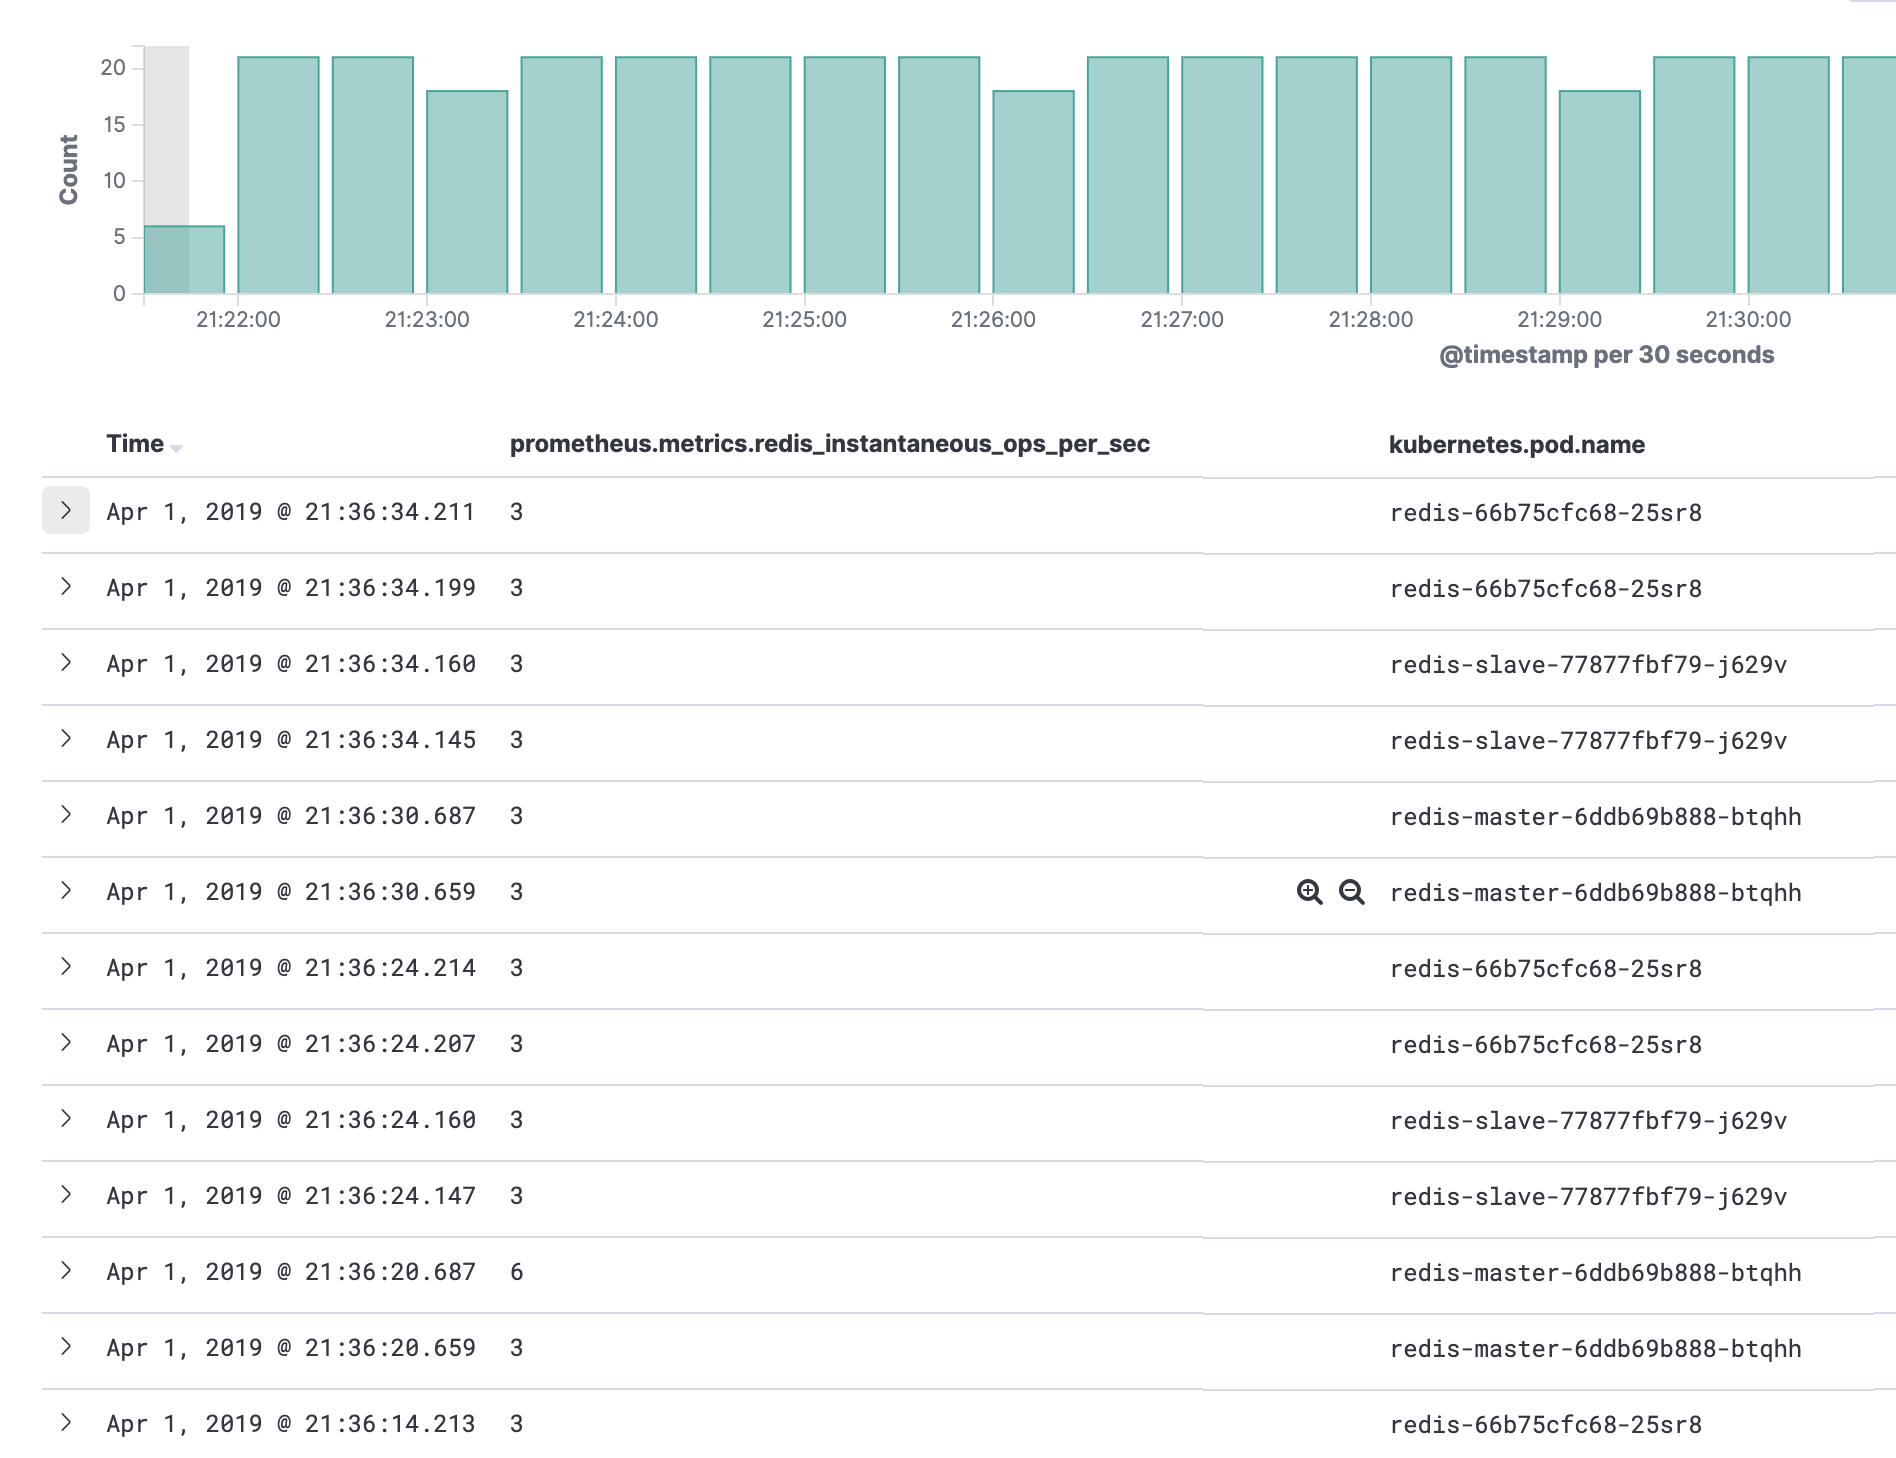 20
15
10
5
0
Count
21:22:00 21:23:00 21:24:00 21:25:00 21:26:00 21:27:00 21:28:00 21:29:00 21:30:00
@timestamp per 30 seconds
Time prometheus.metrics.redis_instantaneous_ops_per_sec kubernetes.pod.name
Apr 1, 2019 @ 21:36:34.211 3 redis-66b75cfc68-25sr8
Apr 1, 2019 @ 21:36:34.199 3 redis-66b75cfc68-25sr8
Apr 1, 2019 @ 21:36:34.160 3 redis-slave-77877fbf79-j629v
Apr 1, 2019 @ 21:36:34.145 3 redis-slave-77877fbf79-j629v
Apr 1, 2019 @ 21:36:30.687 3 redis-master-6ddb69b888-btqhh
Apr 1, 2019 @ 21:36:30.659 3 redis-master-6ddb69b888-btqhh
Apr 1, 2019 @ 21:36:24.214 3 redis-66b75cfc68-25sr8
Apr 1, 2019 @ 21:36:24.207 3 redis-66b75cfc68-25sr8
Apr 1, 2019 @ 21:36:24.160 3 redis-slave-77877fbf79-j629v
Apr 1, 2019 @ 21:36:24.147 3 redis-slave-77877fbf79-j629v
Apr 1, 2019 @ 21:36:20.687 6 redis-master-6ddb69b888-btqhh
Apr 1, 2019 @ 21:36:20.659 3 redis-master-6ddb69b888-btqhh
Apr 1, 2019 @ 21:36:14.213 3 redis-66b75cfc68-25sr8